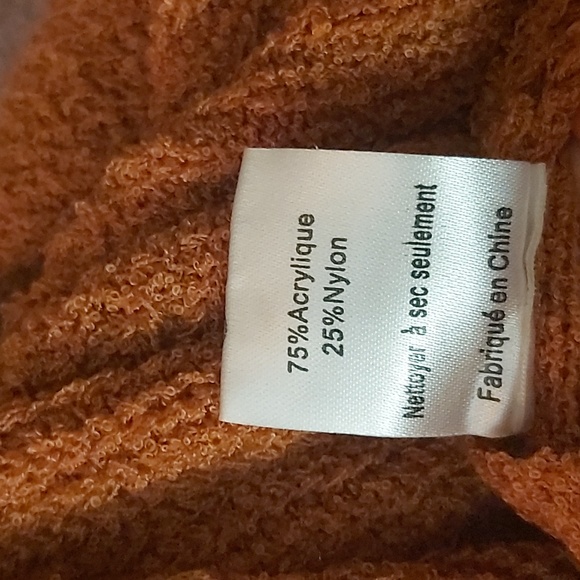 75%Acrylique
25%Nylon
Nettoyer à sec seulement
Fabriqué en Chine